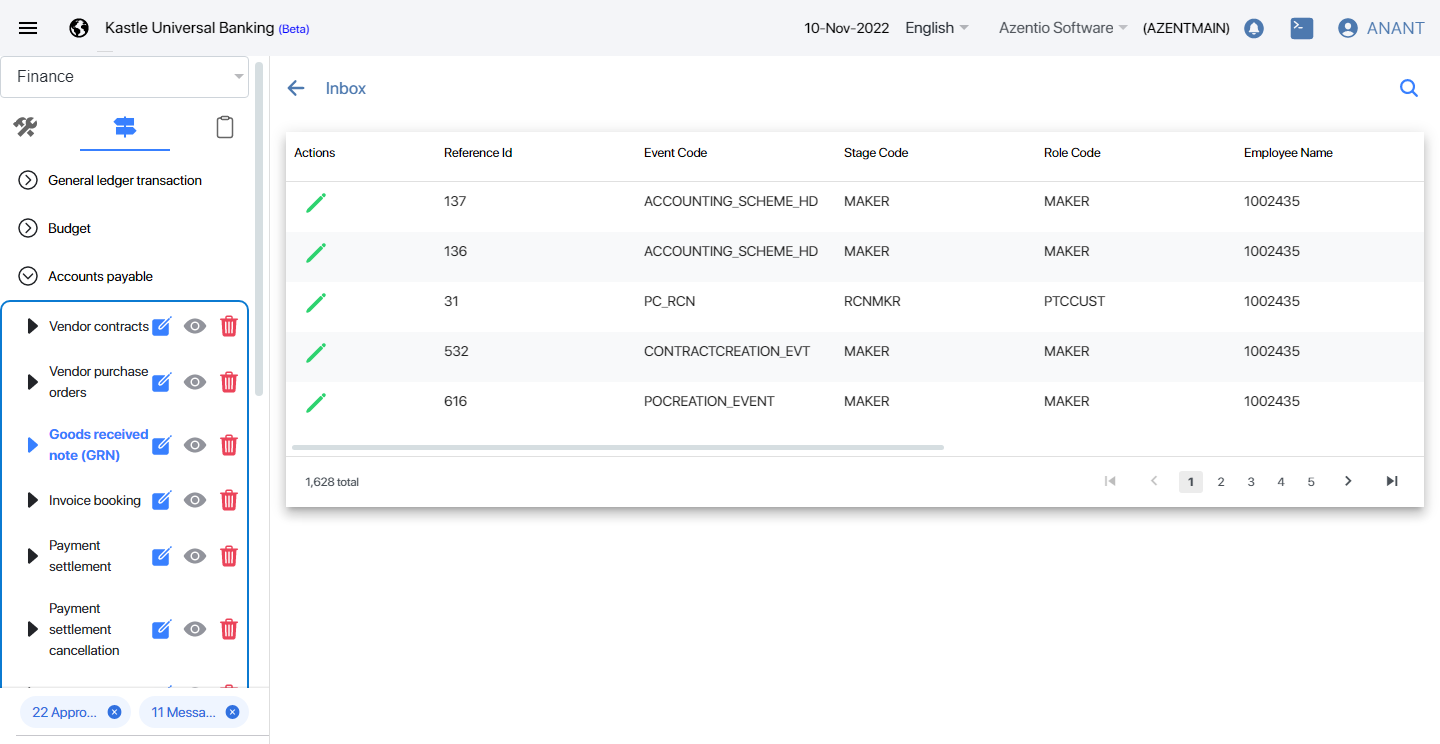 Kastle Universal Banking (Beta)
10-Nov-2022 English Azentio Software (AZENTMAIN) ANANT
Finance
Inbox
General ledger transaction
Budget
Accounts payable
Vendor contracts
Vendor purchase
orders
Goods received
note (GRN)
Invoice booking
Payment
settlement
Payment
settlement
cancellation
22 Appro... 11 Messa...
Actions Reference Id Event Code Stage Code Role Code Employee Name
137 ACCOUNTING_SCHEME_HD MAKER MAKER 1002435
136 ACCOUNTING_SCHEME_HD MAKER MAKER 1002435
31 PC_RCN RCNMKR PTCCUST 1002435
532 CONTRACTCREATION_EVT MAKER MAKER 1002435
616 POCREATION_EVENT MAKER MAKER 1002435
1,628 total 1 2 3 4 5